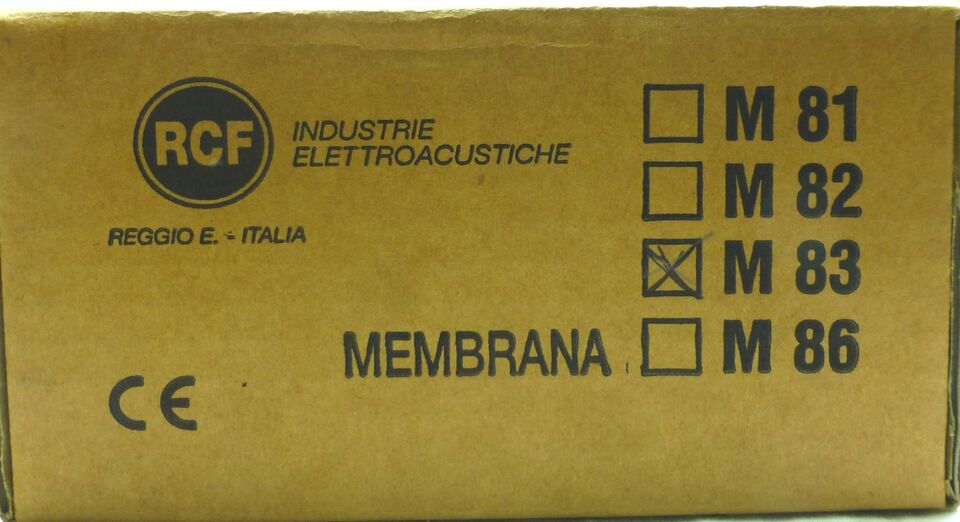 RCF
INDUSTRIE
ELETTROACUSTICHE
REGGIO E. - ITALIA
M 81
M 82
M 83
MEMBRANA M 86
CE